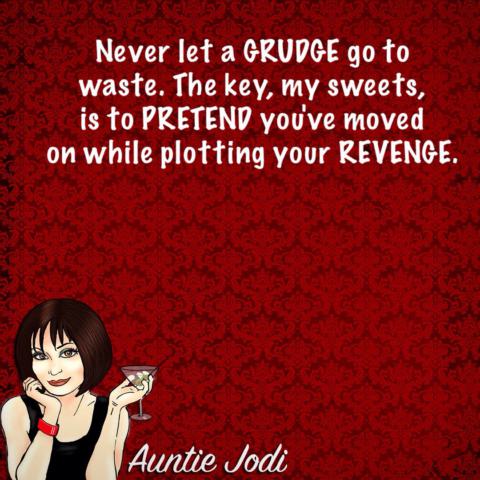 Never let a GRUDGE go to
waste. The key, my sweets,
is to PRETEND you've moved
on while plotting your REVENGE.
Auntie Jodi